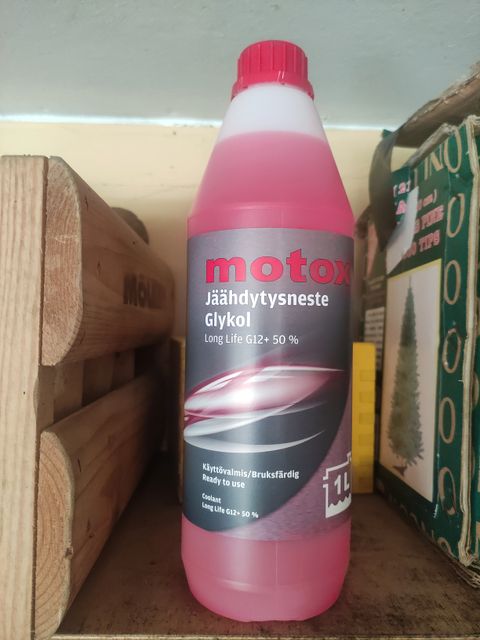 motox
Jäähdytysneste
Glykol
Long Life G12+ 50 %
Käyttövalmis/Bruksfärdig
Ready to use
Coolant
Long Life G12+ 50 %
1L